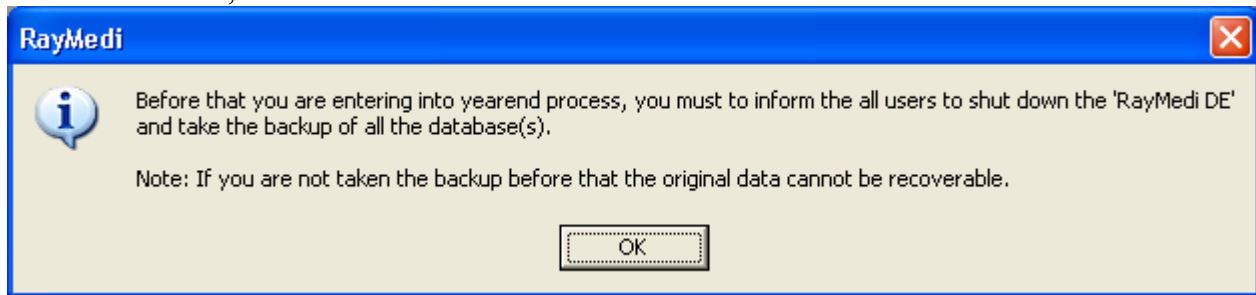 RayMedi
Before that you are entering into yearend process, you must to inform the all users to shut down the 'RayMedi DE'
and take the backup of all the database(s).
Note: If you are not taken the backup before that the original data cannot be recoverable.
OK